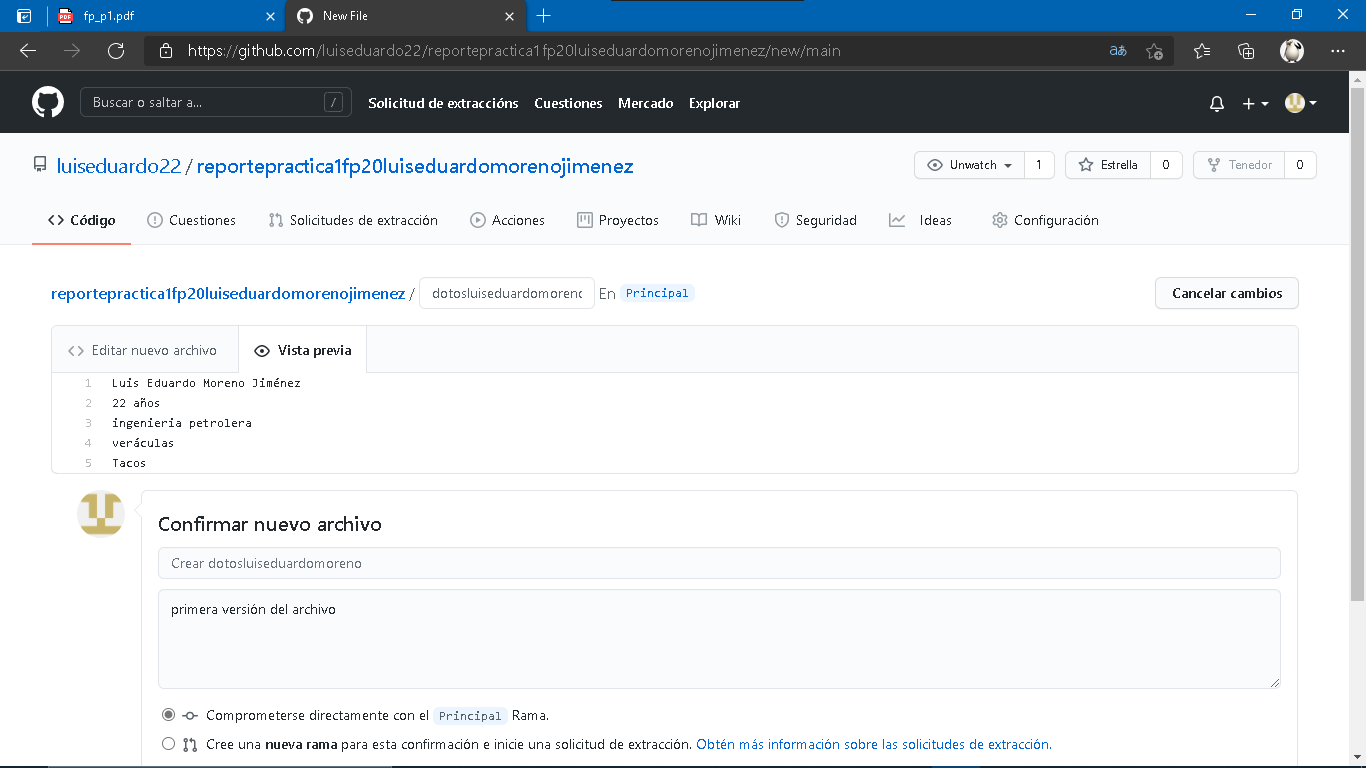 fp_p1.pdf
New File
https://github.com/luiseduardo22/reportepractica1fp20luiseduardomorenojimenez/new/main
aあ
Buscar o saltar a...
/
Solicitud de extraccións
Cuestiones
Mercado
Explorar
luiseduardo22 / reportepractica1fp20luiseduardomorenojimenez
Unwatch 1
Estrella 0
Tenedor 0
Código
Cuestiones
Solicitudes de extracción
Acciones
Proyectos
Wiki
Seguridad
Ideas
Configuración
reportepractica1fp20luiseduardomorenojimenez / dotosluiseduardomorenc En Principal
Cancelar cambios
Editar nuevo archivo
Vista previa
1 Luis Eduardo Moreno Jiménez
2 22 años
3 ingenieria petrolera
4 veráculas
5 Tacos
Confirmar nuevo archivo
Crear dotosluiseduardomoreno
primera versión del archivo
Comprometerse directamente con el Principal Rama.
Cree una nueva rama para esta confirmación e inicie una solicitud de extracción. Obtén más información sobre las solicitudes de extracción.